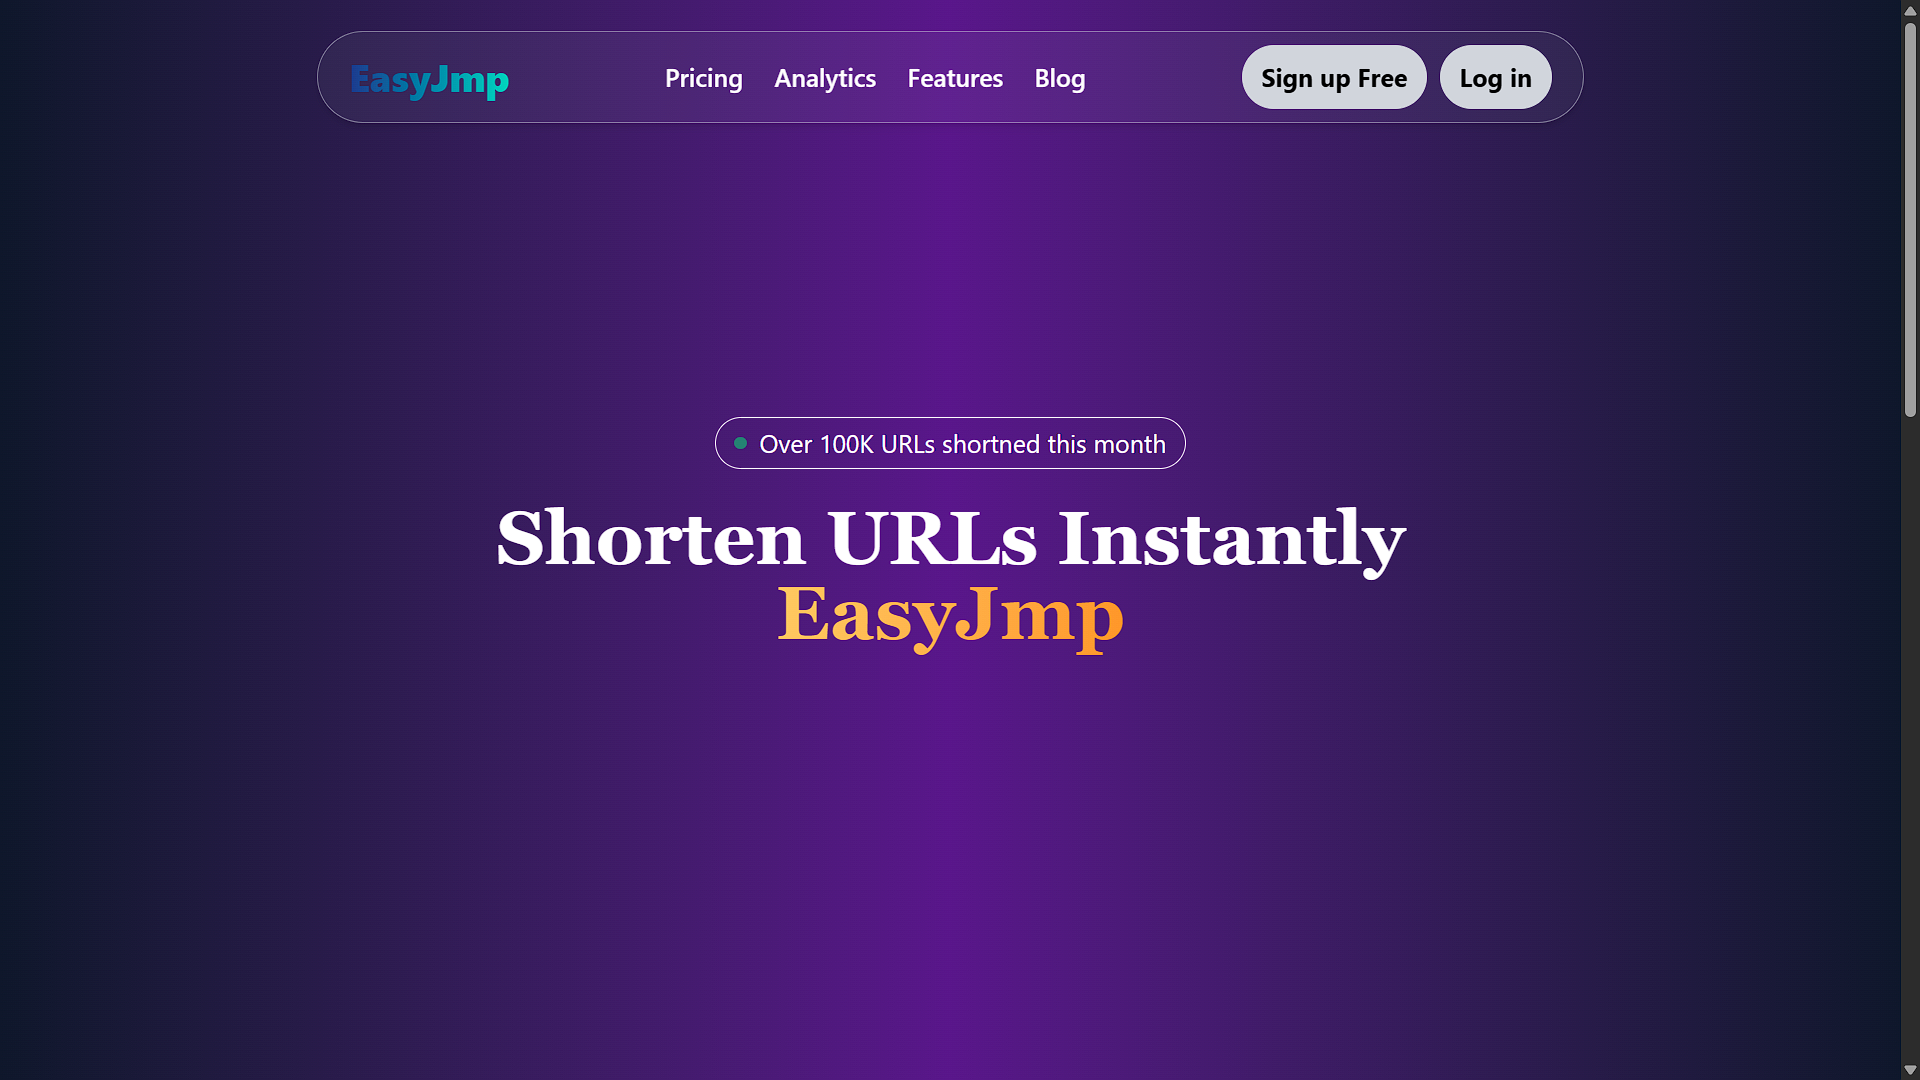 EasyJmp
Pricing Analytics Features Blog
Sign up Free Log in
Over 100K URLs shortned this month
Shorten URLs Instantly
EasyJmp